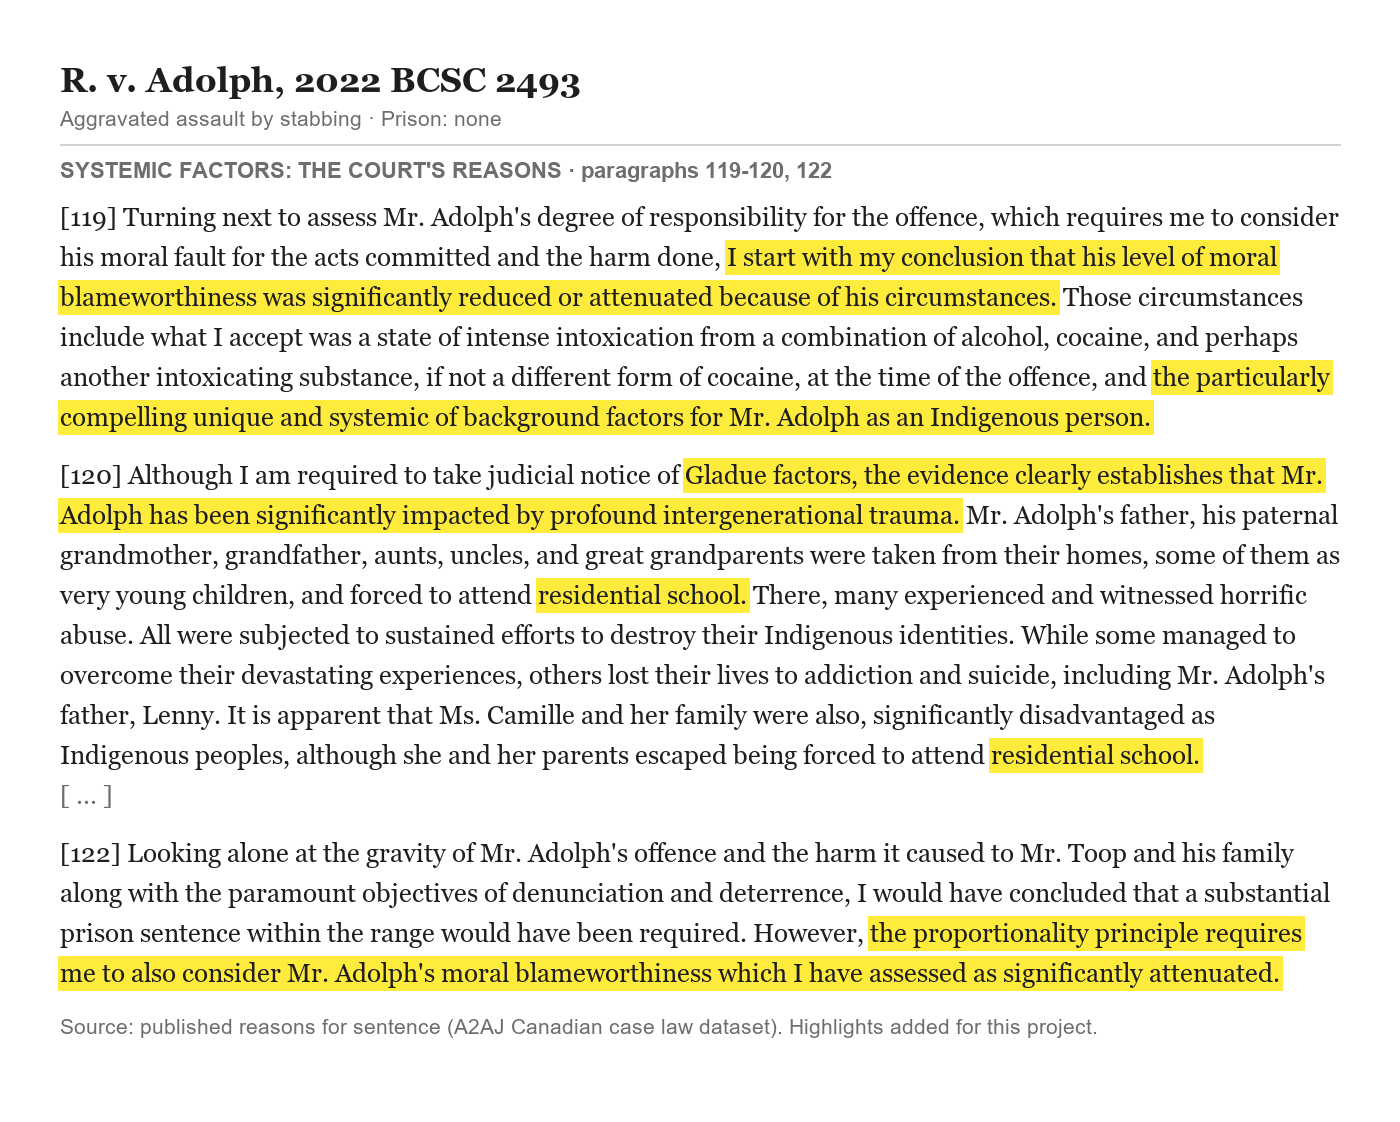 R. v. Adolph, 2022 BCSC 2493
Aggravated assault by stabbing · Prison: none
SYSTEMIC FACTORS: THE COURT'S REASONS · paragraphs 119-120, 122
[119] Turning next to assess Mr. Adolph's degree of responsibility for the offence, which requires me to consider
his moral fault for the acts committed and the harm done, I start with my conclusion that his level of moral
blameworthiness was significantly reduced or attenuated because of his circumstances. Those circumstances
include what I accept was a state of intense intoxication from a combination of alcohol, cocaine, and perhaps
another intoxicating substance, if not a different form of cocaine, at the time of the offence, and the particularly
compelling unique and systemic of background factors for Mr. Adolph as an Indigenous person.
[120] Although I am required to take judicial notice of Gladue factors, the evidence clearly establishes that Mr.
Adolph has been significantly impacted by profound intergenerational trauma. Mr. Adolph's father, his paternal
grandmother, grandfather, aunts, uncles, and great grandparents were taken from their homes, some of them as
very young children, and forced to attend residential school. There, many experienced and witnessed horrific
abuse. All were subjected to sustained efforts to destroy their Indigenous identities. While some managed to
overcome their devastating experiences, others lost their lives to addiction and suicide, including Mr. Adolph's
father, Lenny. It is apparent that Ms. Camille and her family were also, significantly disadvantaged as
Indigenous peoples, although she and her parents escaped being forced to attend residential school.
[ ... ]
[122] Looking alone at the gravity of Mr. Adolph's offence and the harm it caused to Mr. Toop and his family
along with the paramount objectives of denunciation and deterrence, I would have concluded that a substantial
prison sentence within the range would have been required. However, the proportionality principle requires
me to also consider Mr. Adolph's moral blameworthiness which I have assessed as significantly attenuated.
Source: published reasons for sentence (A2AJ Canadian case law dataset). Highlights added for this project.